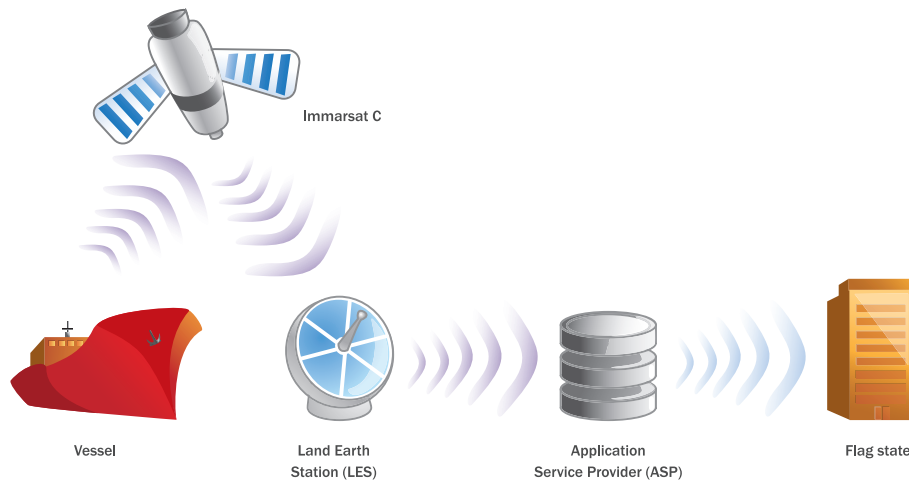 Immarsat C
Vessel
Land Earth
Station (LES)
Application
Service Provider (ASP)
Flag state